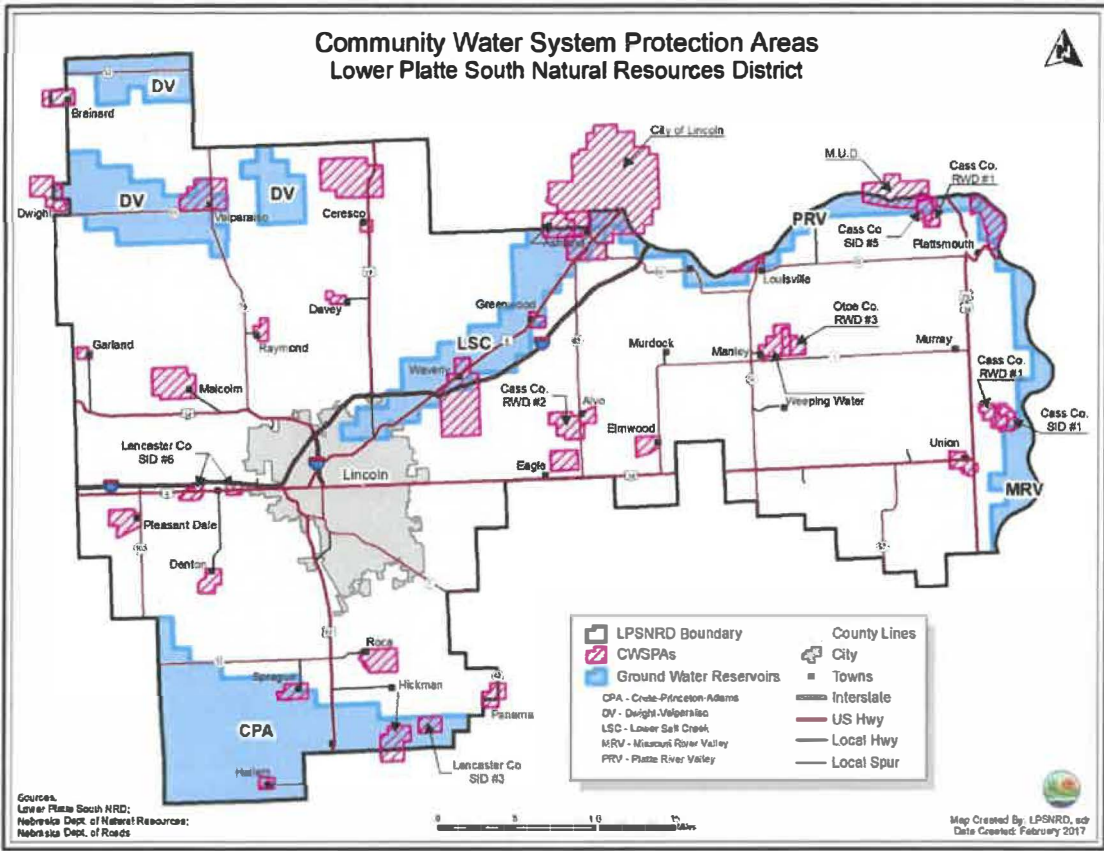 Community Water System Protection Areas
Lower Platte South Natural Resources District
N
DV
Brainard
City of Lincoln
M.U.D
Cass Co.
RWD #1
DV
DV
Dwight
Valparaiso
Ceresco
Ashland
PRV
Cass Co
SID #5
Plattsmouth
Louisville
Davey
Greenwood
Otoe Co.
RWD #3
Garland
Raymond
LSC
Murdock
Manley
Murray
Malcolm
Waverly
Cass Co.
RWD #2
Alvo
Weeping Water
Cass Co.
RWD #1
Cass Co.
SID #1
Elmwood
Lancaster Co
SID #6
Lincoln
Eagle
Union
MRV
Pleasant Dale
Denton
Roca
Sprague
Hickman
Panama
CPA
Hallam
Lancaster Co
SID #3
LPSNRD Boundary
CWSPAs
Ground Water Reservoirs
CPA - Crete-Princeton-Adams
DV - Dwight-Valparaiso
LSC - Lower Salt Creek
MRV - Missouri River Valley
PRV - Platte River Valley
County Lines
City
Towns
Interstate
US Hwy
Local Hwy
Local Spur
Sources:
Lower Platte South NRD;
Nebraska Dept. of Natural Resources;
Nebraska Dept. of Roads
0 5 10 15
Miles
Map Created By: LPSNRD, sdr
Date Created: February 2017